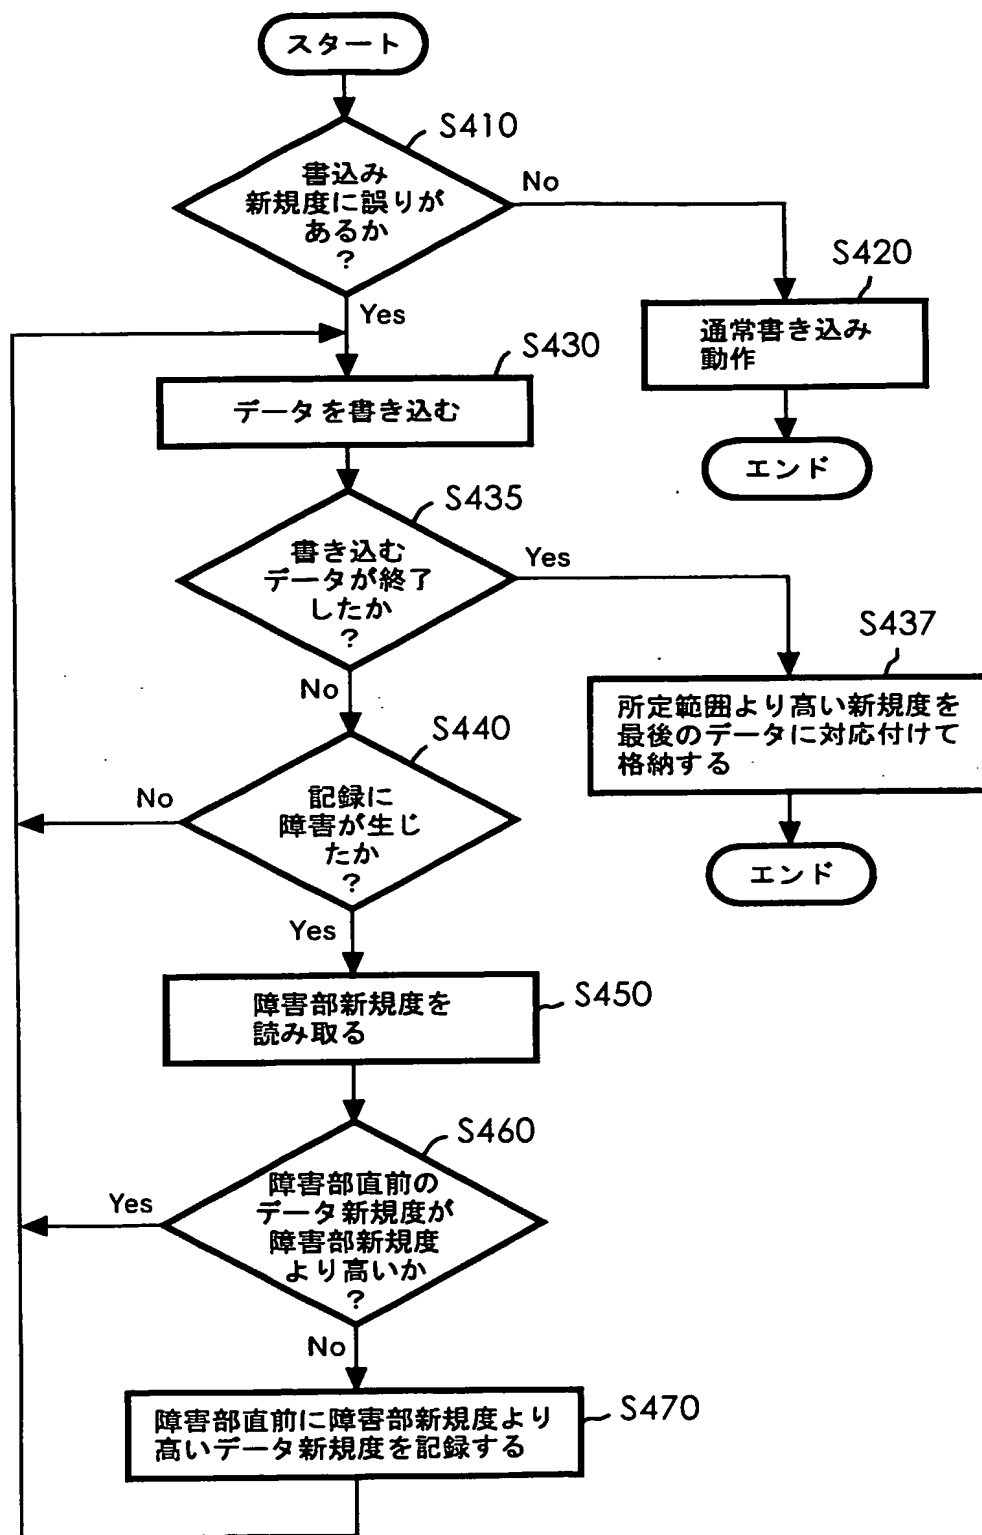 スタート
S410
書込み
新規度に誤りが
あるか
?
No
Yes
S420
通常書き込み
動作
エンド
S430
データを書き込む
S435
書き込む
データが終了
したか
?
Yes
No
S437
所定範囲より高い新規度を
最後のデータに対応付けて
格納する
エンド
S440
記録に
障害が生じ
たか
?
No
Yes
S450
障害部新規度を
読み取る
S460
障害部直前の
データ新規度が
障害部新規度
より高いか
?
Yes
No
S470
障害部直前に障害部新規度より
高いデータ新規度を記録する